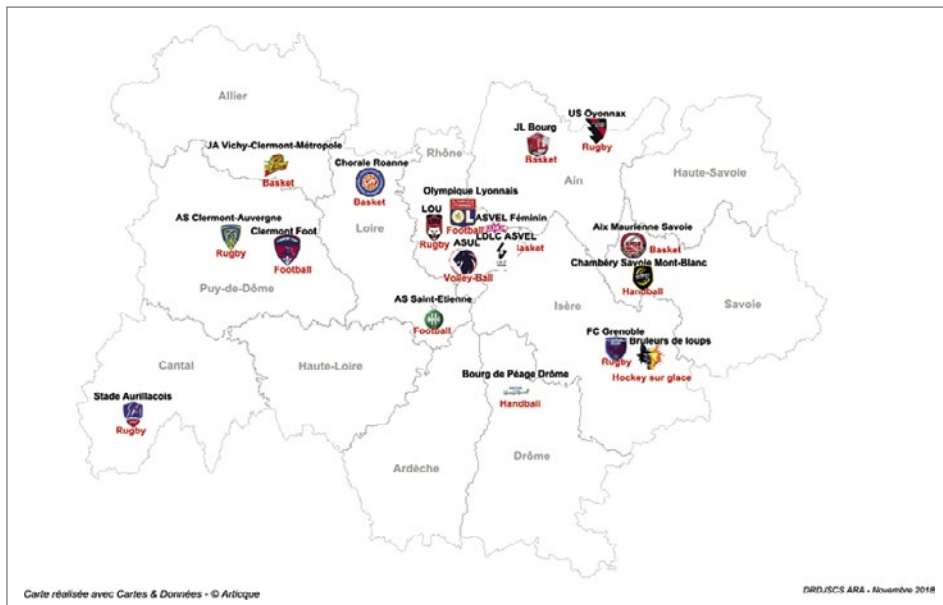 Allier
US Oyonnax
JL Bourg
Rugby
Basket
JA Vichy-Clermont-Métropole
Basket
Chorale Roanne
Basket
Rhône
Ain
Haute-Savoie
Olympique Lyonnais
LOU
Football
Rugby
ASVEL Féminin
LDLC ASVEL
Basket
ASUL
Volley-Ball
Loire
AS Clermont-Auvergne
Rugby
Clermont Foot
Football
Puy-de-Dôme
Aix Maurienne Savoie
Basket
Chambéry Savoie Mont-Blanc
Handball
Savoie
Isère
AS Saint-Etienne
Football
FC Grenoble
Rugby
Bruleurs de loups
Hockey sur glace
Cantal
Haute-Loire
Bourg de Péage Drôme
Handball
Stade Aurillacois
Rugby
Ardèche
Drôme
Carte réalisée avec Cartes & Données - © Articque
DRDJSCS ARA - Novembre 2018